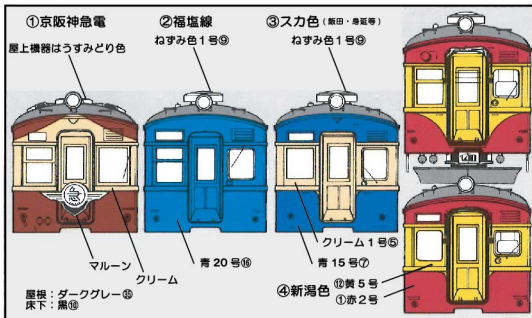 ①京阪神急電
屋上機器はうすみどり色
②福塩線
ねずみ色1号⑨
③スカ色（飯田・身延等）
ねずみ色1号⑨
急
マルーン
クリーム
青20号⑯
クリーム1号⑤
青15号⑦
⑫黄5号
①赤2号
④新潟色
屋根：ダークグレー㉟
床下：黒⑩